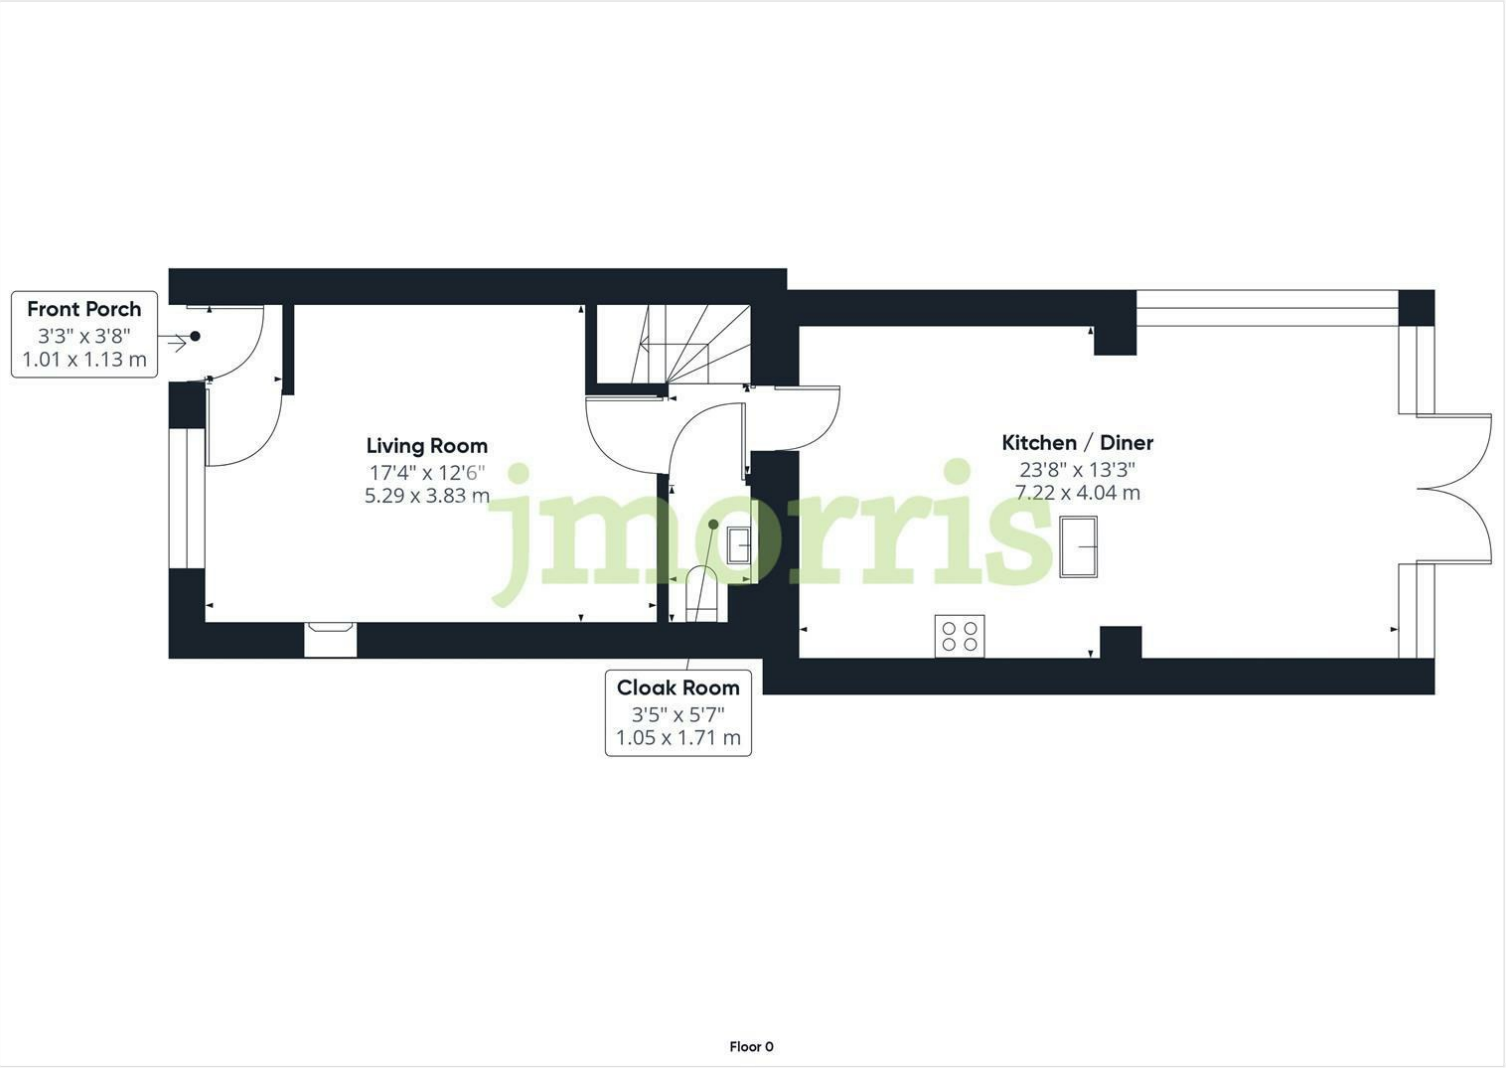 Front Porch
3'3" x 3'8"
1.01 x 1.13 m
Living Room
17'4" x 12'6"
5.29 x 3.83 m
Kitchen / Diner
23'8" x 13'3"
7.22 x 4.04 m
jmorris
Cloak Room
3'5" x 5'7"
1.05 x 1.71 m
Floor 0